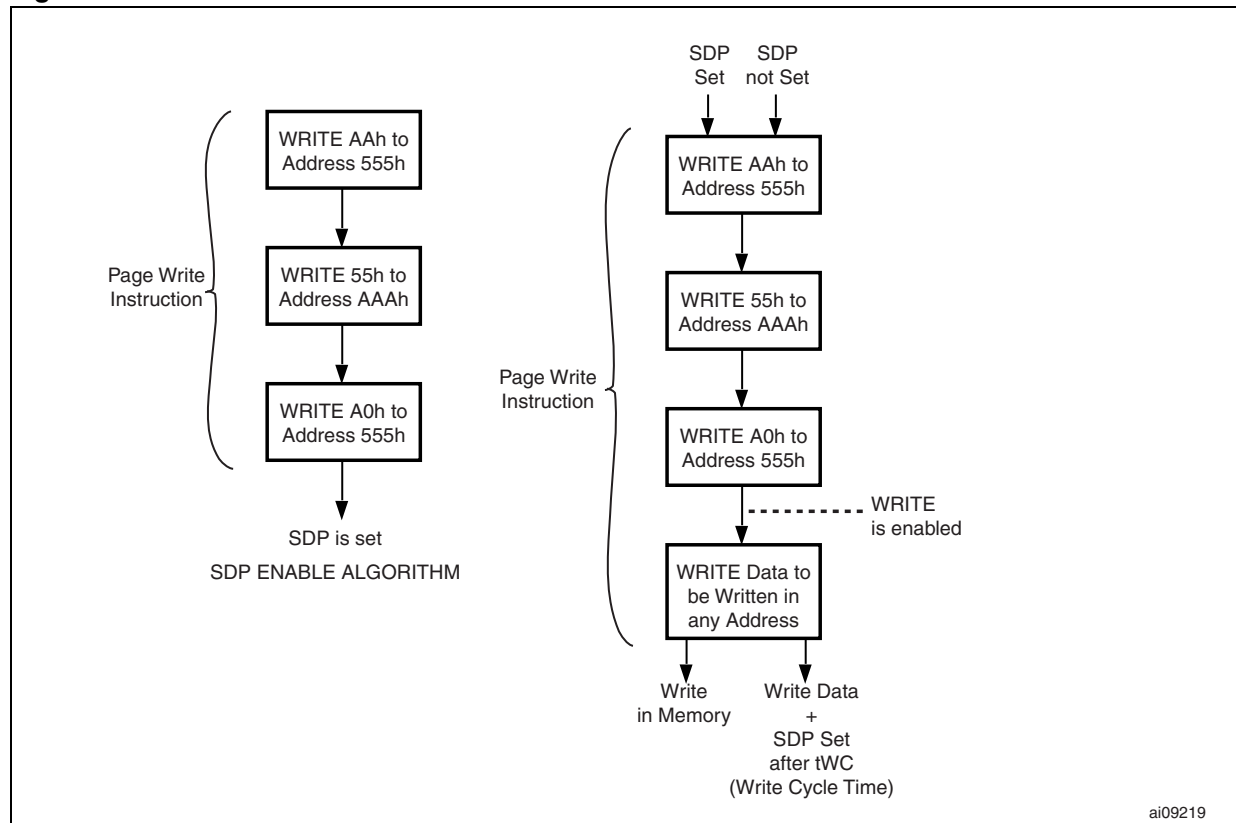 WRITE AAh to
Address 555h
Page Write
Instruction
WRITE 55h to
Address AAAh
WRITE A0h to
Address 555h
SDP is set
SDP ENABLE ALGORITHM
SDP
Set
SDP
not Set
WRITE AAh to
Address 555h
WRITE 55h to
Address AAAh
Page Write
Instruction
WRITE A0h to
Address 555h
WRITE
is enabled
WRITE Data to
be Written in
any Address
Write
in Memory
Write Data
+
SDP Set
after tWC
(Write Cycle Time)
ai09219